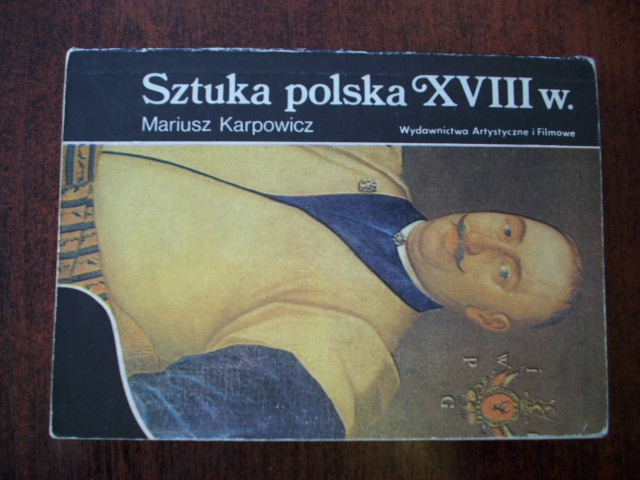 Sztuka polska XVIII w.
Mariusz Karpowicz
Wydawnictwa Artystyczne i Filmowe
i
w
P
G